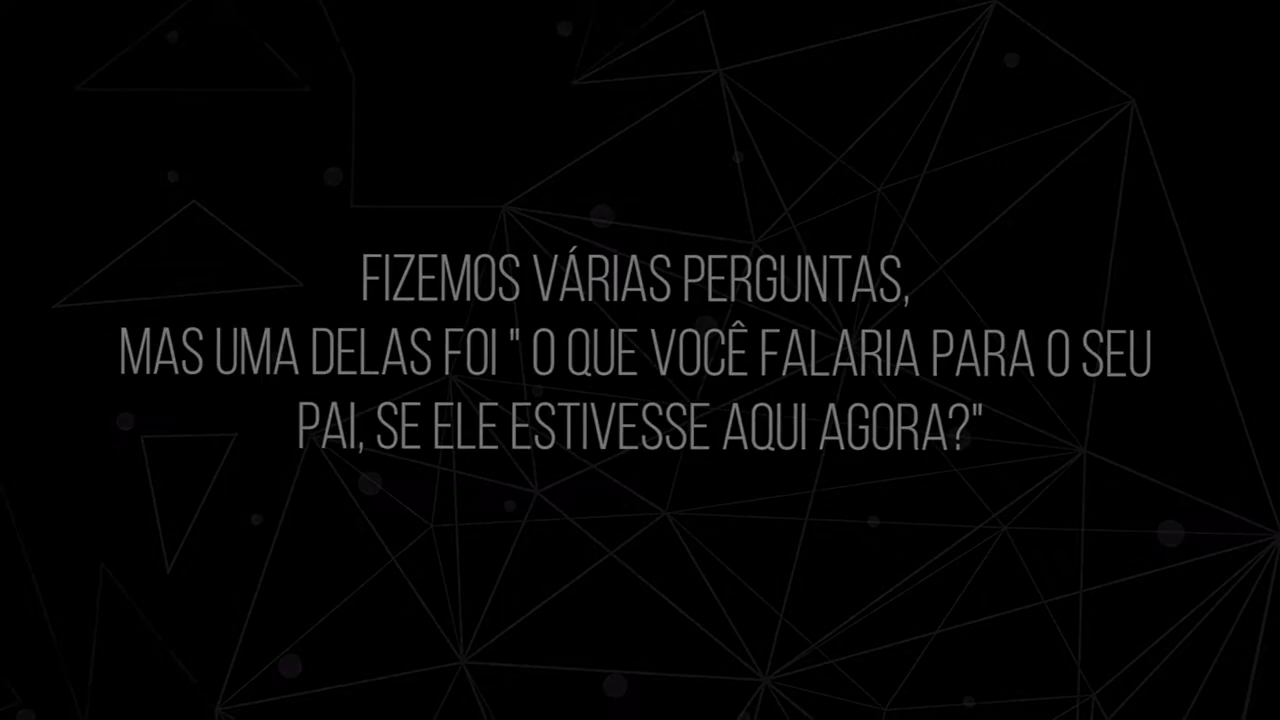 FIZEMOS VÁRIAS PERGUNTAS,
MAS UMA DELAS FOI " O QUE VOCÊ FALARIA PARA O SEU
PAI, SE ELE ESTIVESSE AQUI AGORA?"